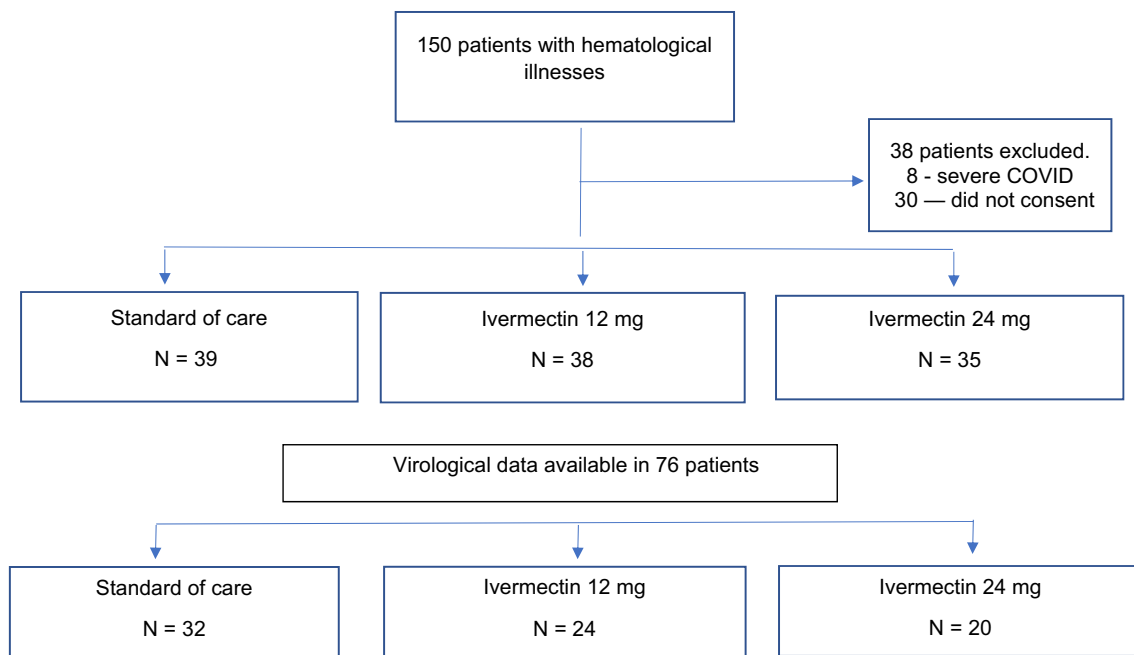 150 patients with hematological
illnesses
38 patients excluded.
8 - severe COVID
30 — did not consent
Standard of care
N = 39
Ivermectin 12 mg
N = 38
Ivermectin 24 mg
N = 35
Virological data available in 76 patients
Standard of care
N = 32
Ivermectin 12 mg
N = 24
Ivermectin 24 mg
N = 20